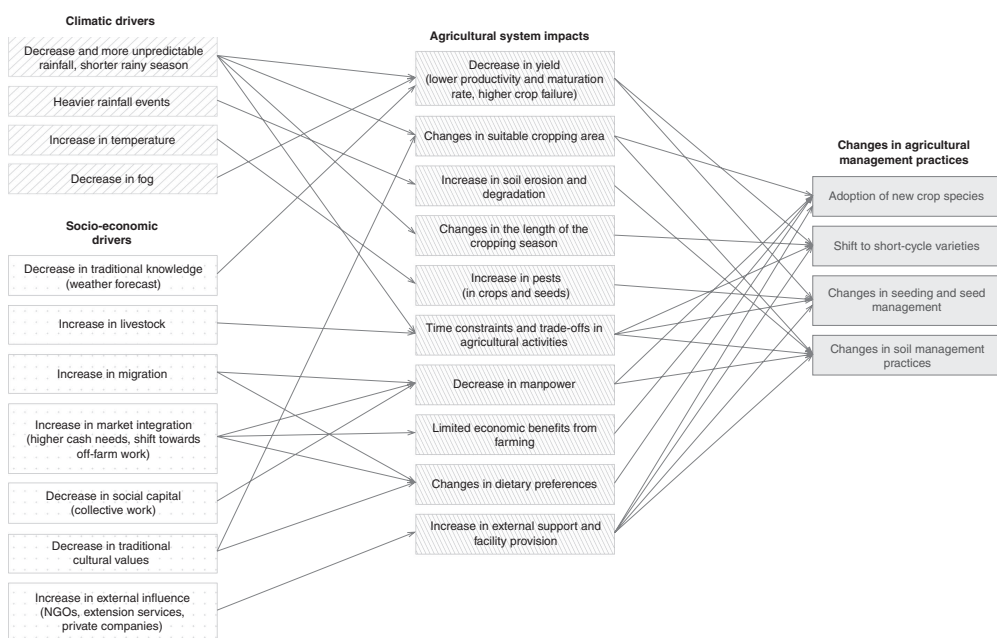 Climatic drivers
Decrease and more unpredictable
rainfall, shorter rainy season
Heavier rainfall events
Increase in temperature
Decrease in fog
Socio-economic
drivers
Decrease in traditional knowledge
(weather forecast)
Increase in livestock
Increase in migration
Increase in market integration
(higher cash needs, shift towards
off-farm work)
Decrease in social capital
(collective work)
Decrease in traditional
cultural values
Increase in external influence
(NGOs, extension services,
private companies)
Agricultural system impacts
Decrease in yield
(lower productivity and maturation
rate, higher crop failure)
Changes in suitable cropping area
Increase in soil erosion and
degradation
Changes in the length of the
cropping season
Increase in pests
(in crops and seeds)
Time constraints and trade-offs in
agricultural activities
Decrease in manpower
Limited economic benefits from
farming
Changes in dietary preferences
Increase in external support and
facility provision
Changes in agricultural
management practices
Adoption of new crop species
Shift to short-cycle varieties
Changes in seeding and seed
management
Changes in soil management
practices